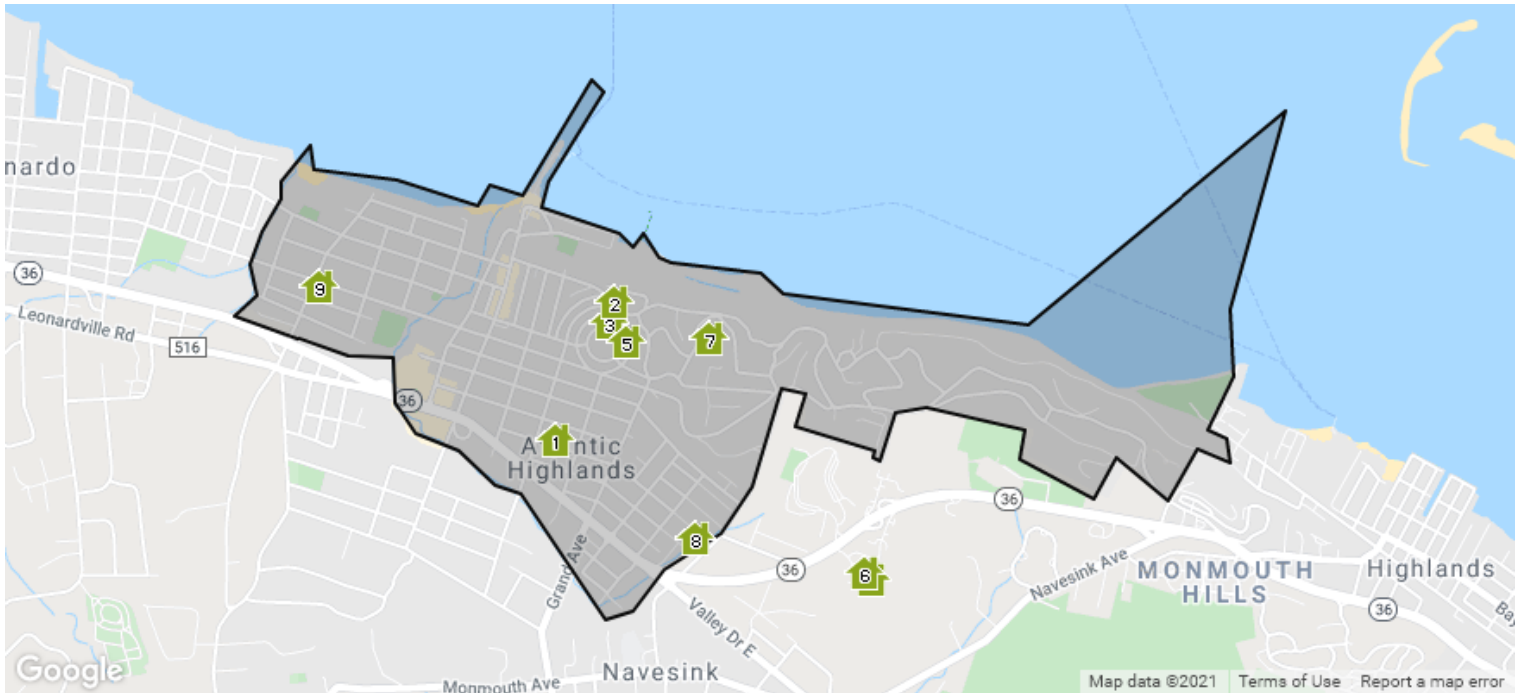 nardo
36
Leonardville Rd
516
9
2
3
5
7
36
1
Atlantic
Highlands
8
36
36
6
Grand Ave
Valley Dr E
Navesink Ave
MONMOUTH
HILLS
Highlands
36
Bay
Navesink
Monmouth Ave
Google
Map data ©2021 Terms of Use Report a map error